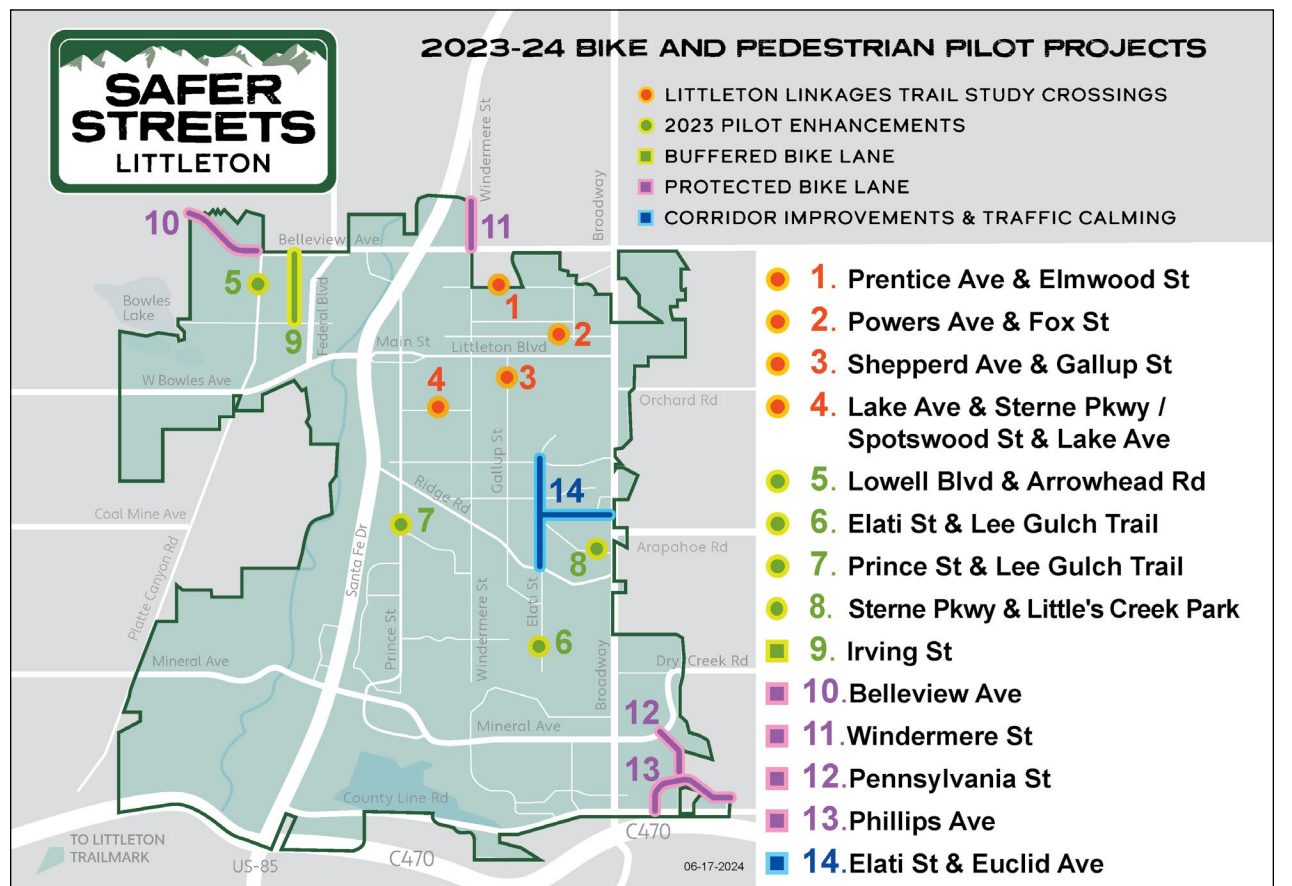 SAFER
STREETS
LITTLETON
2023-24 BIKE AND PEDESTRIAN PILOT PROJECTS
LITTLETON LINKAGES TRAIL STUDY CROSSINGS
2023 PILOT ENHANCEMENTS
BUFFERED BIKE LANE
PROTECTED BIKE LANE
CORRIDOR IMPROVEMENTS & TRAFFIC CALMING
Windermere St
Broadway
10
11
Belleview Ave
5
9
1
2
3
4
Bowles
Lake
Federal Blvd
Main St
Littleton Blvd
W Bowles Ave
Orchard Rd
Gallup St
Ridge Rd
14
Coal Mine Ave
7
8
Arapahoe Rd
Santa Fe Dr
Platte Canyon Rd
Elati St
6
Prince St
Windermere St
Broadway
Mineral Ave
Dry Creek Rd
12
Mineral Ave
13
County Line Rd
C470
TO LITTLETON
TRAILMARK
US-85
C470
06-17-2024
1. Prentice Ave & Elmwood St
2. Powers Ave & Fox St
3. Shepperd Ave & Gallup St
4. Lake Ave & Sterne Pkwy /
Spotswood St & Lake Ave
5. Lowell Blvd & Arrowhead Rd
6. Elati St & Lee Gulch Trail
7. Prince St & Lee Gulch Trail
8. Sterne Pkwy & Little's Creek Park
9. Irving St
10.Belleview Ave
11.Windermere St
12.Pennsylvania St
13.Phillips Ave
14.Elati St & Euclid Ave